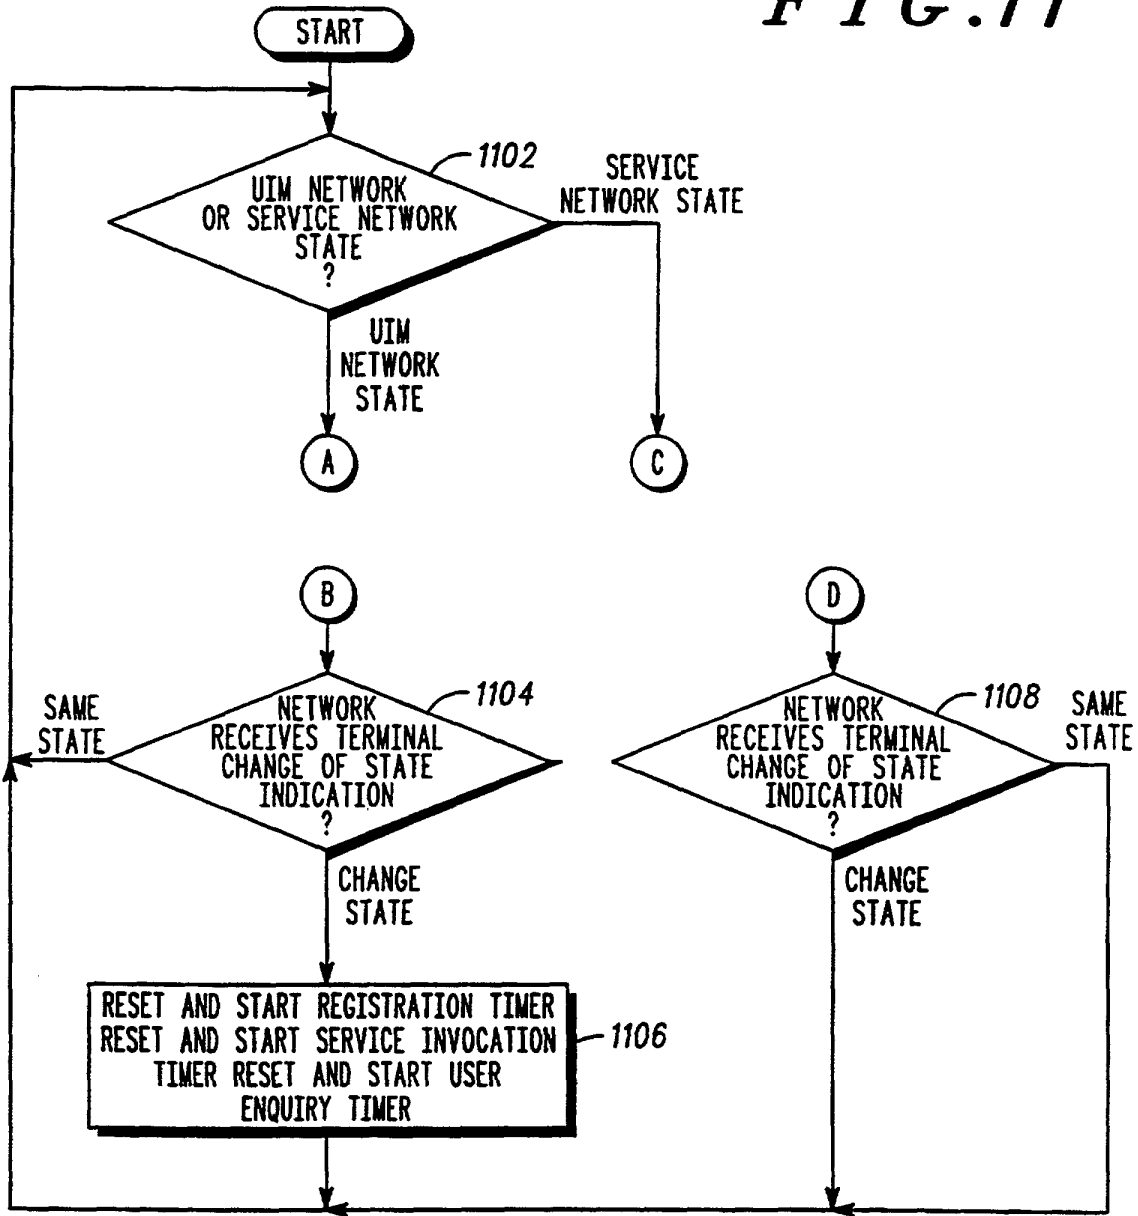 FIG. 11
START
1102
UIM NETWORK
OR SERVICE NETWORK
STATE
?
SERVICE
NETWORK STATE
UIM
NETWORK
STATE
A
C
B
D
1104
NETWORK
RECEIVES TERMINAL
CHANGE OF STATE
INDICATION
?
SAME
STATE
CHANGE
STATE
1108
NETWORK
RECEIVES TERMINAL
CHANGE OF STATE
INDICATION
?
SAME
STATE
CHANGE
STATE
RESET AND START REGISTRATION TIMER
RESET AND START SERVICE INVOCATION
TIMER RESET AND START USER
ENQUIRY TIMER
1106